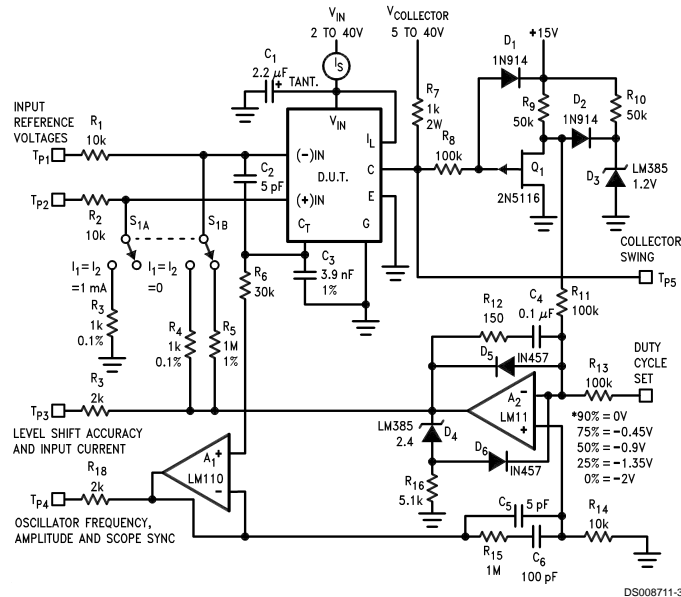 VIN
2 TO 40V
VCOLLECTOR
5 TO 40V
+15V
C1
2.2 µF
+
TANT.
IS
D1
1N914
R9
50k
D2
1N914
R10
50k
INPUT
REFERENCE
VOLTAGES
R1
10k
R7
1k
2W
VIN
IL
R8
100k
TP1
(−)IN
C
C2
5 pF
D.U.T.
Q1
2N5116
D3
LM385
1.2V
TP2
(+)IN
E
R2
10k
S1A
S1B
CT
G
COLLECTOR
SWING
TP5
I1 = I2
=1 mA
I1 = I2
=0
R6
30k
C3
3.9 nF
1%
R3
1k
0.1%
R4
1k
0.1%
R5
1M
1%
R12
150
C4
0.1 µF
R11
100k
D5
IN457
R13
100k
DUTY
CYCLE
SET
R3
2k
TP3
A2
LM11
−
+
LEVEL SHIFT ACCURACY
AND INPUT CURRENT
LM385
2.4
D4
D6
IN457
*90% = 0V
75% = −0.45V
50% = −0.9V
25% = −1.35V
0% = −2V
R18
2k
A1
LM110
+
−
R16
5.1k
TP4
OSCILLATOR FREQUENCY,
AMPLITUDE AND SCOPE SYNC
C5
5 pF
R14
10k
R15
1M
C6
100 pF
DS008711-3